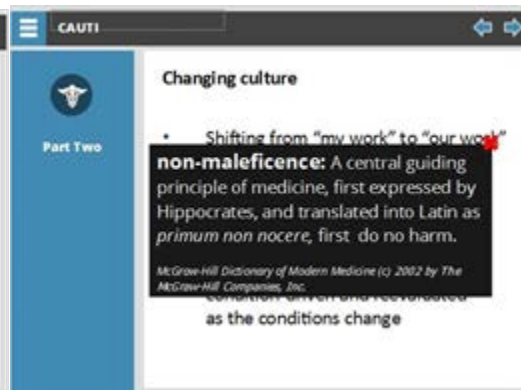 CAUTI
Part Two
Changing culture
• Shifting from “my work” to “our work”
non-maleficence: A central guiding
principle of medicine, first expressed by
Hippocrates, and translated into Latin as
primum non nocere, first do no harm.
McGraw-Hill Dictionary of Modern Medicine (c) 2002 by The
McGraw-Hill Companies, Inc.
condition-driven and reevaluated
as the conditions change